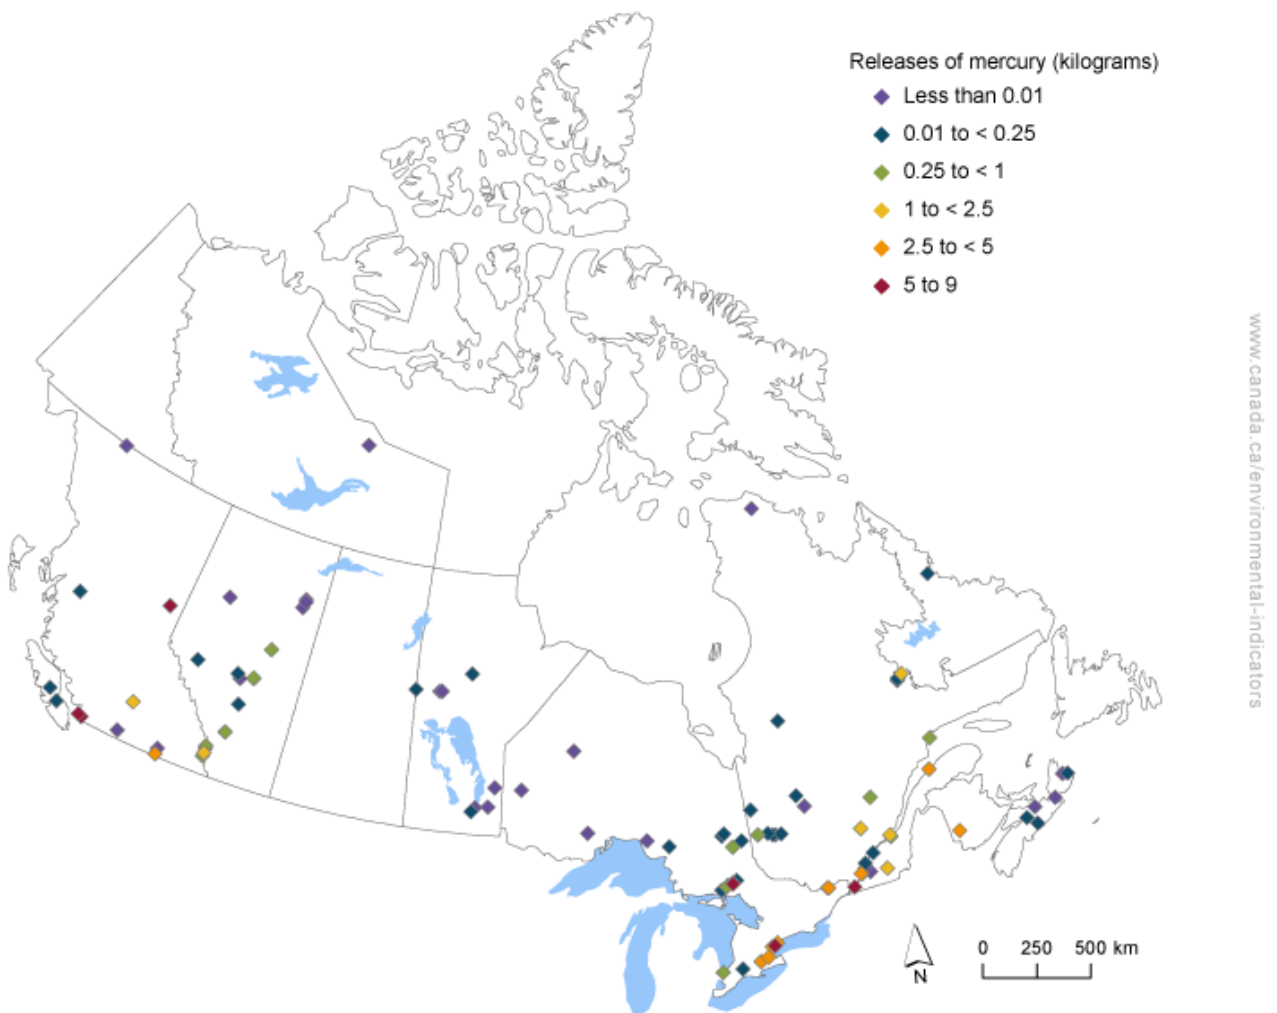 Releases of mercury (kilograms)
Less than 0.01
0.01 to < 0.25
0.25 to < 1
1 to < 2.5
2.5 to < 5
5 to 9
www.canada.ca/environmental-indicators
0 250 500 km
N